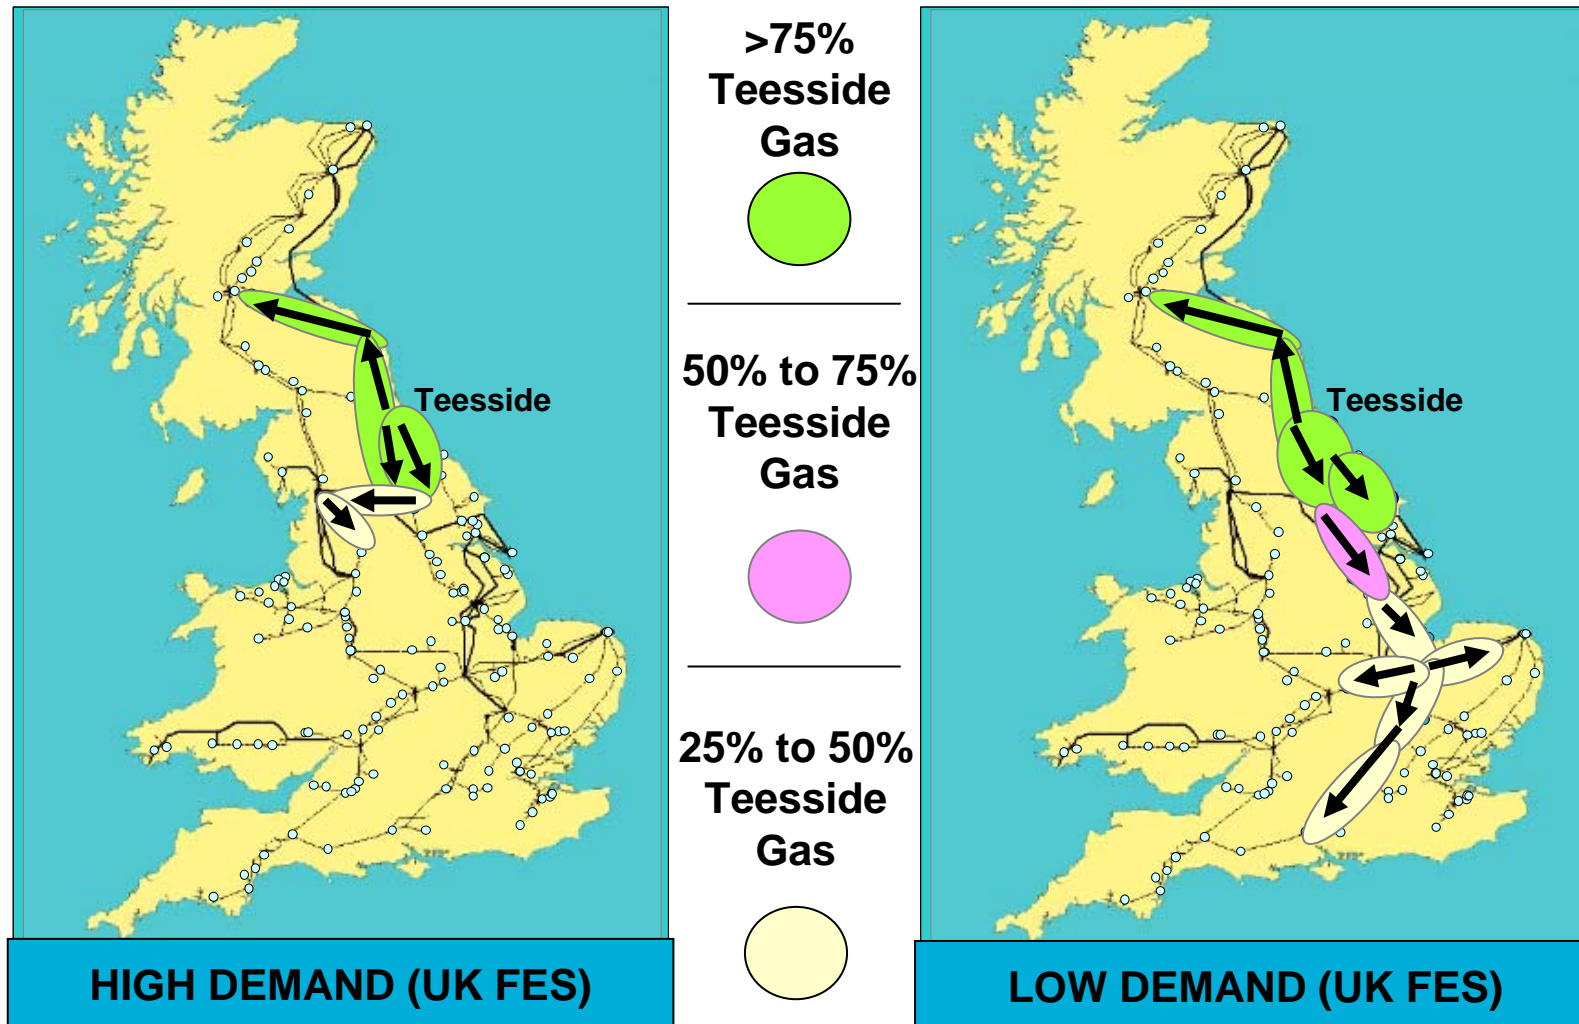 >75%
Teesside
Gas
50% to 75%
Teesside
Gas
25% to 50%
Teesside
Gas
Teesside
Teesside
HIGH DEMAND (UK FES)
LOW DEMAND (UK FES)